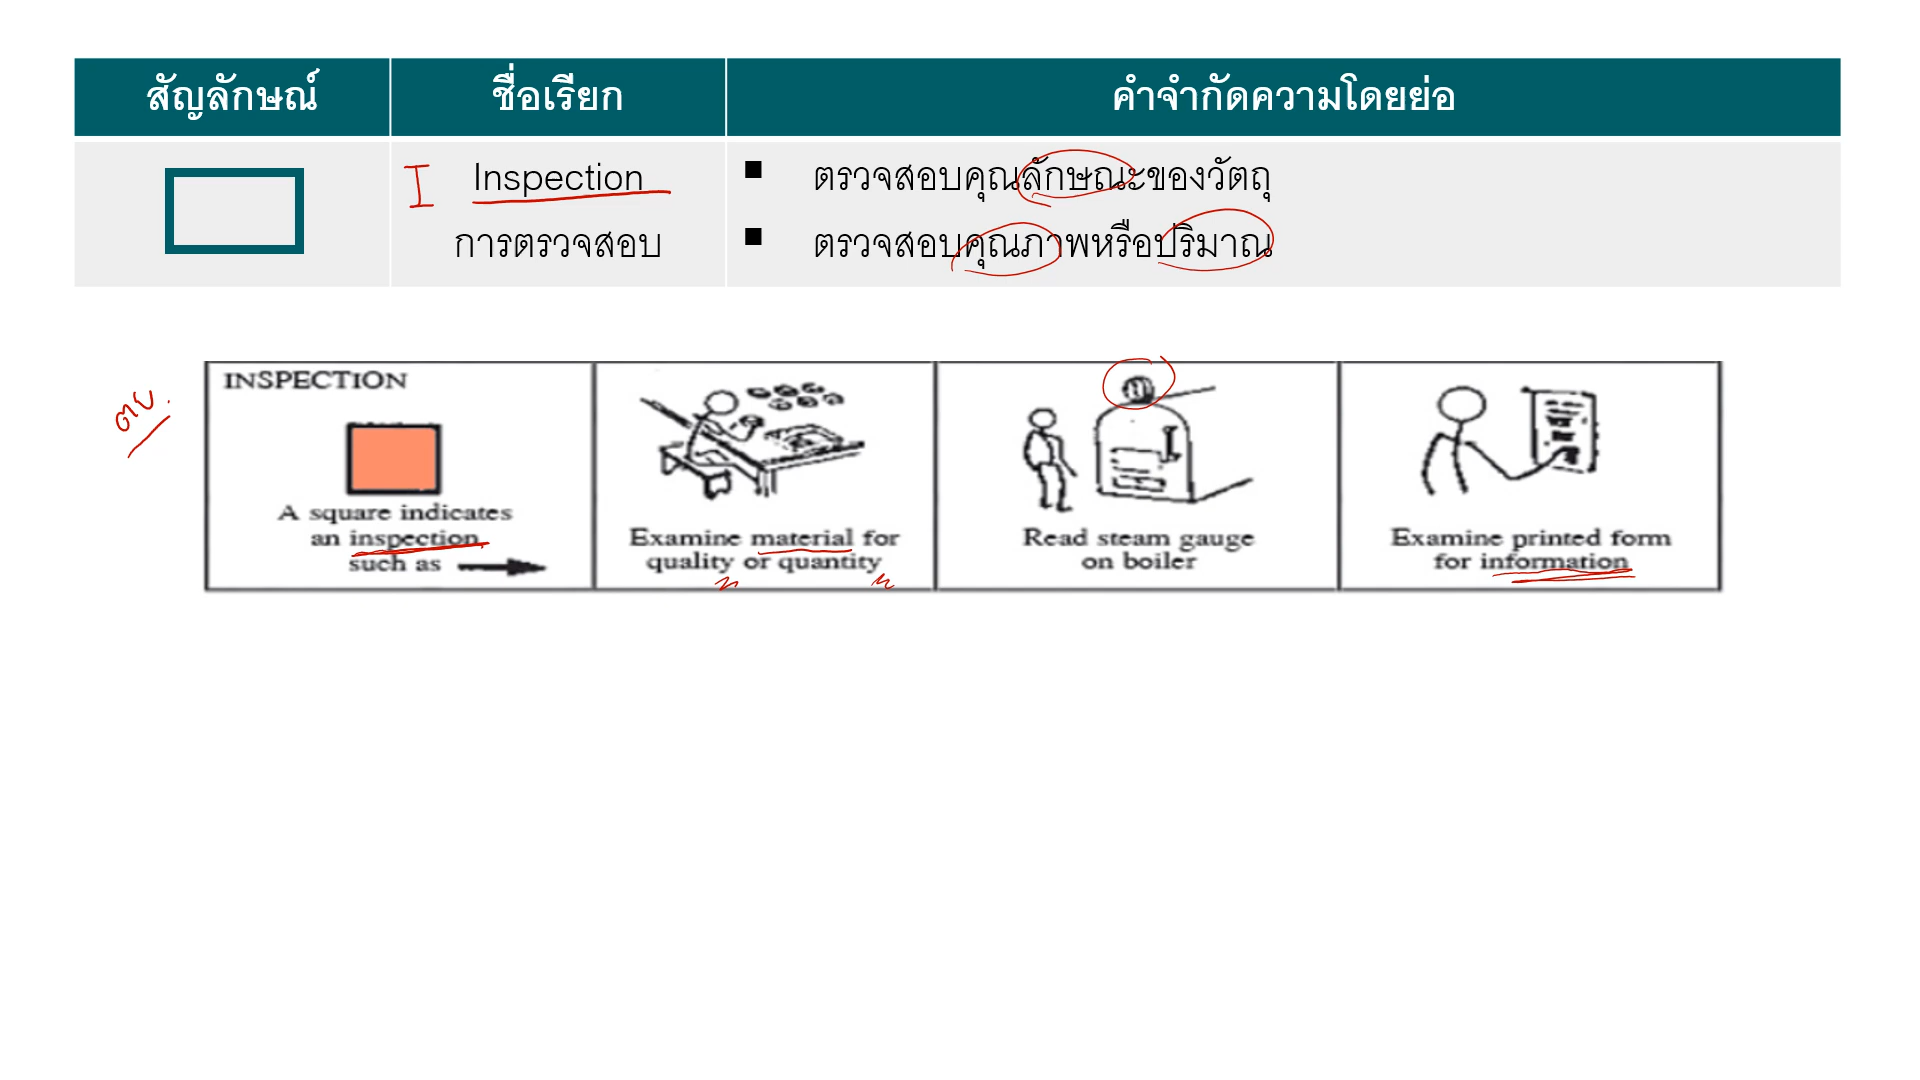 สัญลักษณ์
ชื่อเรียก
คำจำกัดความโดยย่อ
I
Inspection
การตรวจสอบ
▪ ตรวจสอบคุณลักษณะของวัตถุ
▪ ตรวจสอบคุณภาพหรือปริมาณ
ตย.
INSPECTION
A square indicates
an inspection
such as
Examine material for
quality or quantity
Read steam gauge
on boiler
Examine printed form
for information